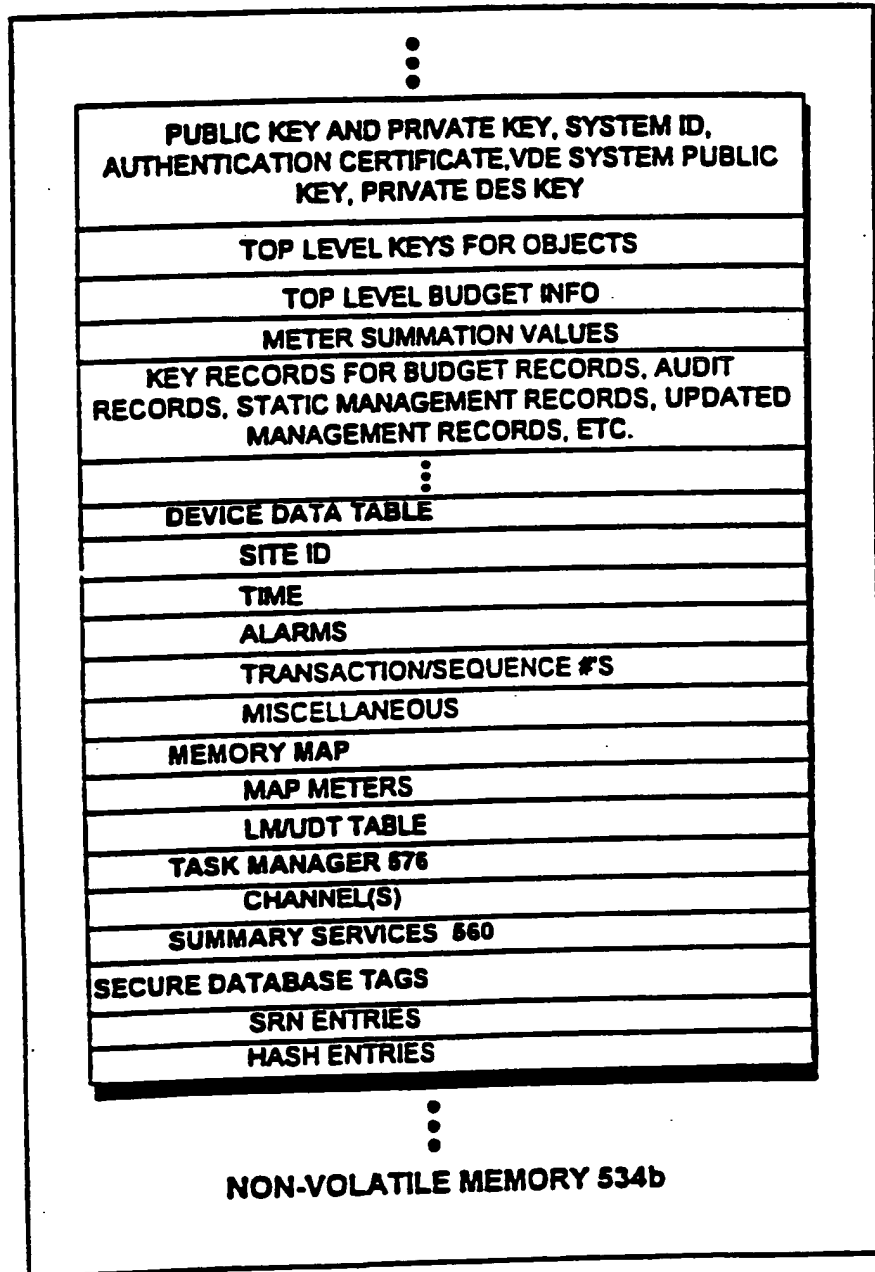 PUBLIC KEY AND PRIVATE KEY, SYSTEM ID,
AUTHENTICATION CERTIFICATE,VDE SYSTEM PUBLIC
KEY, PRIVATE DES KEY
TOP LEVEL KEYS FOR OBJECTS
TOP LEVEL BUDGET INFO
METER SUMMATION VALUES
KEY RECORDS FOR BUDGET RECORDS, AUDIT
RECORDS, STATIC MANAGEMENT RECORDS, UPDATED
MANAGEMENT RECORDS, ETC.
DEVICE DATA TABLE
SITE ID
TIME
ALARMS
TRANSACTION/SEQUENCE #'S
MISCELLANEOUS
MEMORY MAP
MAP METERS
LM/UDT TABLE
TASK MANAGER 576
CHANNEL(S)
SUMMARY SERVICES 560
SECURE DATABASE TAGS
SRN ENTRIES
HASH ENTRIES
NON-VOLATILE MEMORY 534b